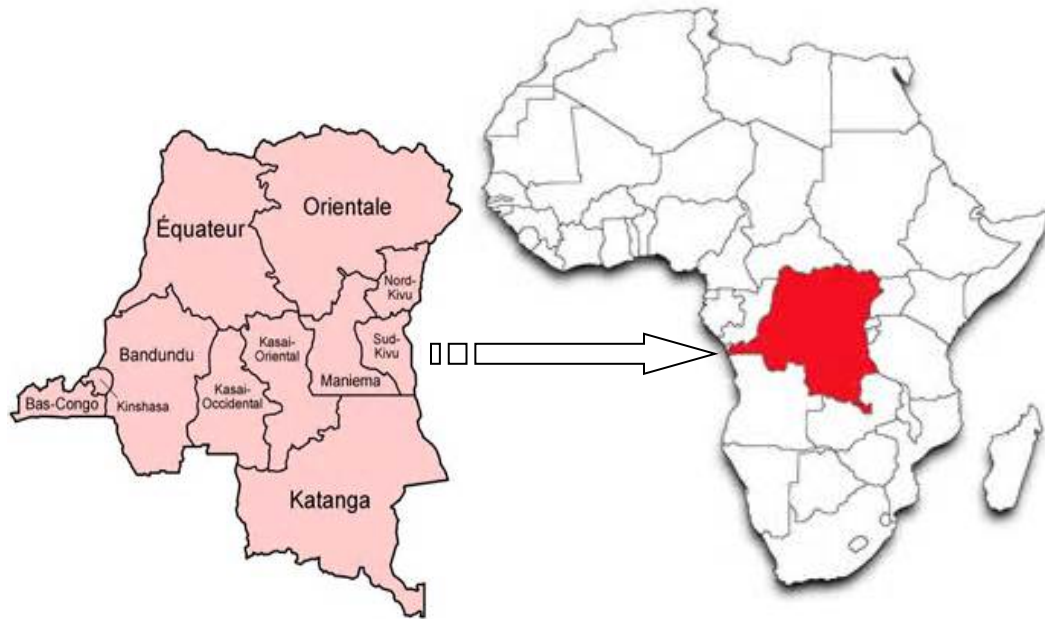 Équateur
Orientale
Nord-
Kivu
Bandundu
Kasai-
Oriental
Sud-
Kivu
Maniema
Kasai-
Occidental
Bas-Congo
Kinshasa
Katanga